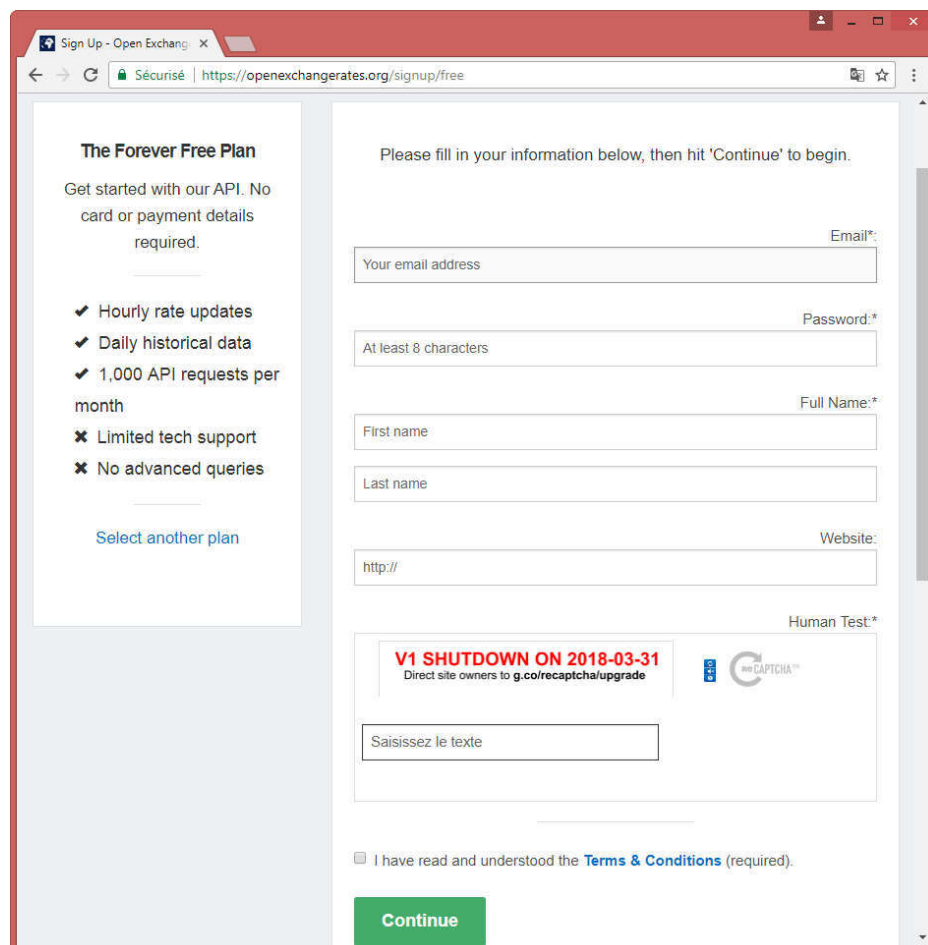 Sign Up - Open Exchang
Sécurisé | https://openexchangerates.org/signup/free
The Forever Free Plan
Get started with our API. No
card or payment details
required.
Hourly rate updates
Daily historical data
1,000 API requests per
month
Limited tech support
No advanced queries
Select another plan
Please fill in your information below, then hit 'Continue' to begin.
Email*:
Your email address
Password:*
At least 8 characters
Full Name:*
First name
Last name
Website:
http://
Human Test:*
V1 SHUTDOWN ON 2018-03-31
Direct site owners to g.co/recaptcha/upgrade
reCAPTCHA™
Saisissez le texte
I have read and understood the Terms & Conditions (required).
Continue